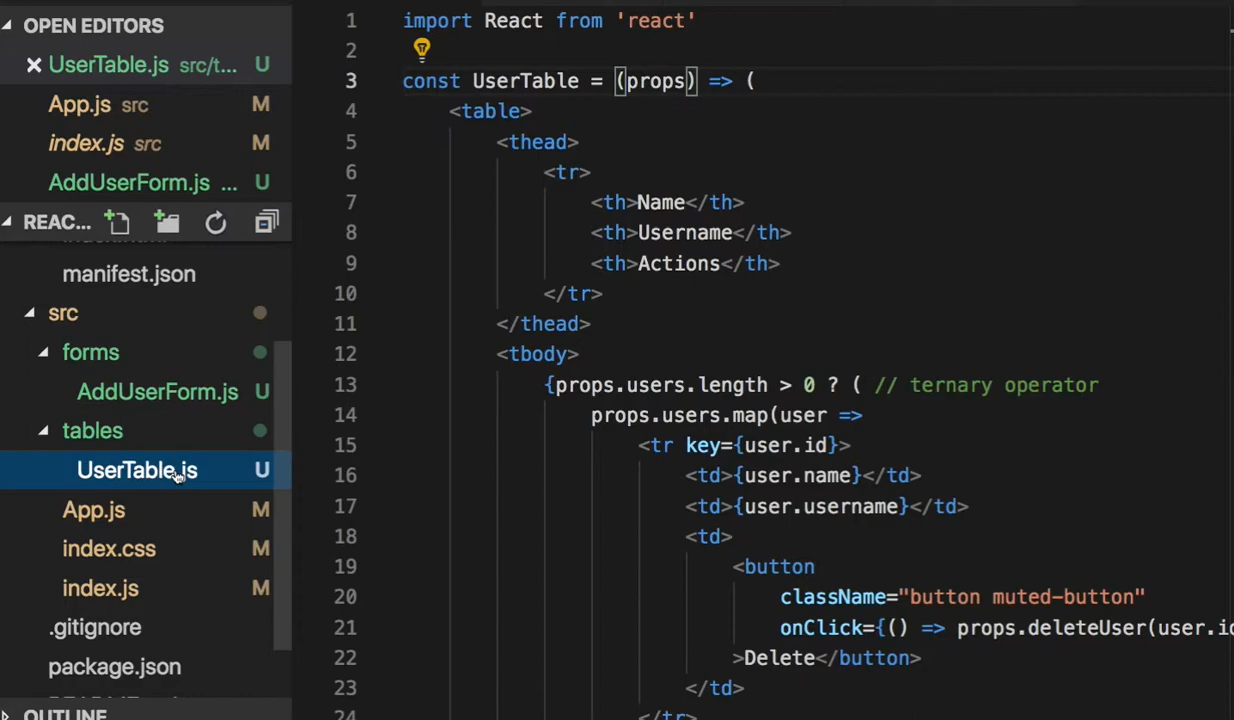 OPEN EDITORS
UserTable.js src/t... U
App.js src M
index.js src M
AddUserForm.js ... U
REAC...
manifest.json
src
forms
AddUserForm.js U
tables
UserTable.js U
App.js M
index.css M
index.js M
.gitignore
package.json
OUTLINE
1 import React from 'react'
2
3 const UserTable = (props) => (
4 <table>
5 <thead>
6 <tr>
7 <th>Name</th>
8 <th>Username</th>
9 <th>Actions</th>
10 </tr>
11 </thead>
12 <tbody>
13 {props.users.length > 0 ? ( // ternary operator
14 props.users.map(user =>
15 <tr key={user.id}>
16 <td>{user.name}</td>
17 <td>{user.username}</td>
18 <td>
19 <button
20 className="button muted-button"
21 onClick={() => props.deleteUser(user.id
22 >Delete</button>
23 </td>
24 </tr>